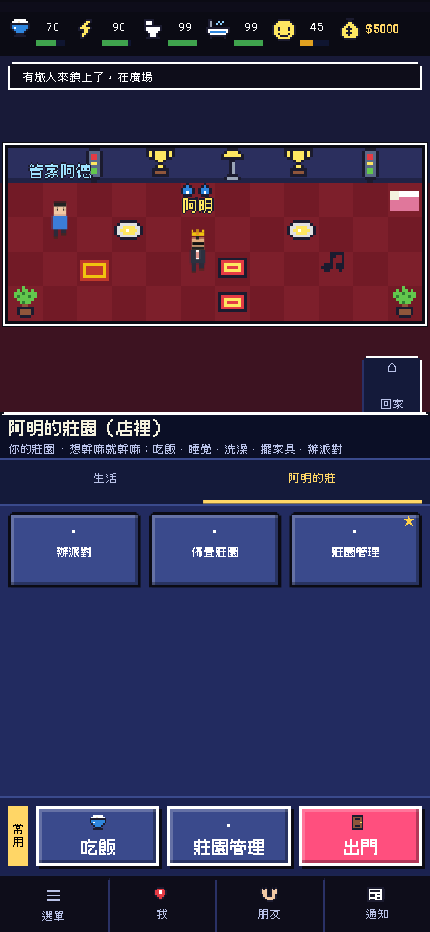 70 90 99 99 45 $5000
有旅人來鎮上了，在廣場
管家阿德
阿明
回家
阿明的莊園（店裡）
你的莊園，想幹嘛就幹嘛：吃飯、睡覺、洗澡、擺家具、辦派對
生活 阿明的莊
辦派對 佈置莊園 莊園管理
常用 吃飯 莊園管理 出門
選單 我 朋友 通知